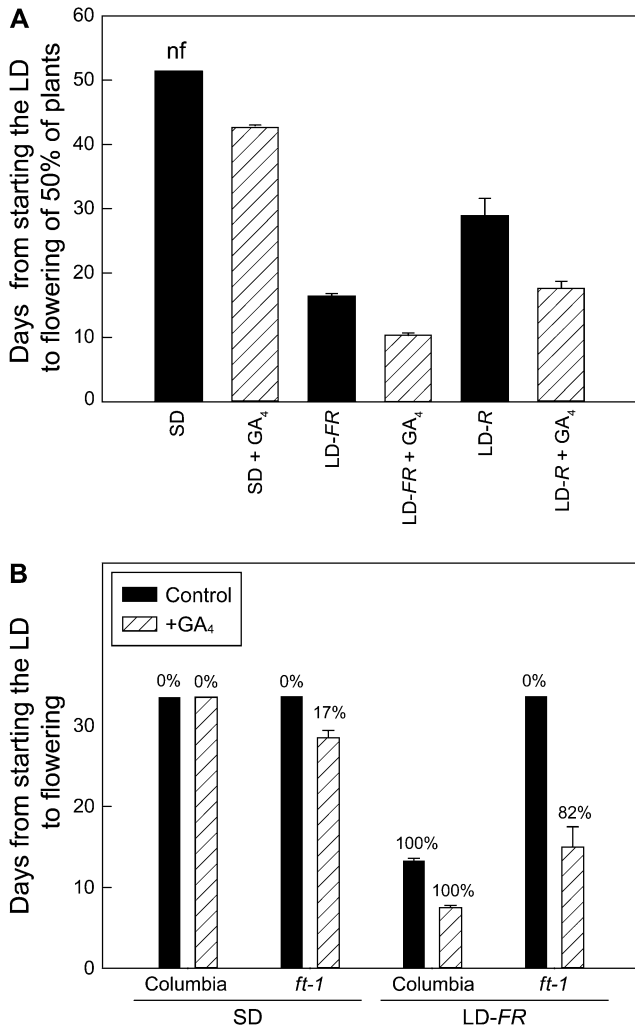 A
Days from starting the LD
to flowering of 50% of plants
60
50
40
30
20
10
0
nf
SD
SD + GA4
LD-FR
LD-FR + GA4
LD-R
LD-R + GA4
B
Days from starting the LD
to flowering
30
20
10
0
Control
+GA4
0% 0% 0% 17% 100% 100% 0% 82%
Columbia ft-1 Columbia ft-1
SD LD-FR